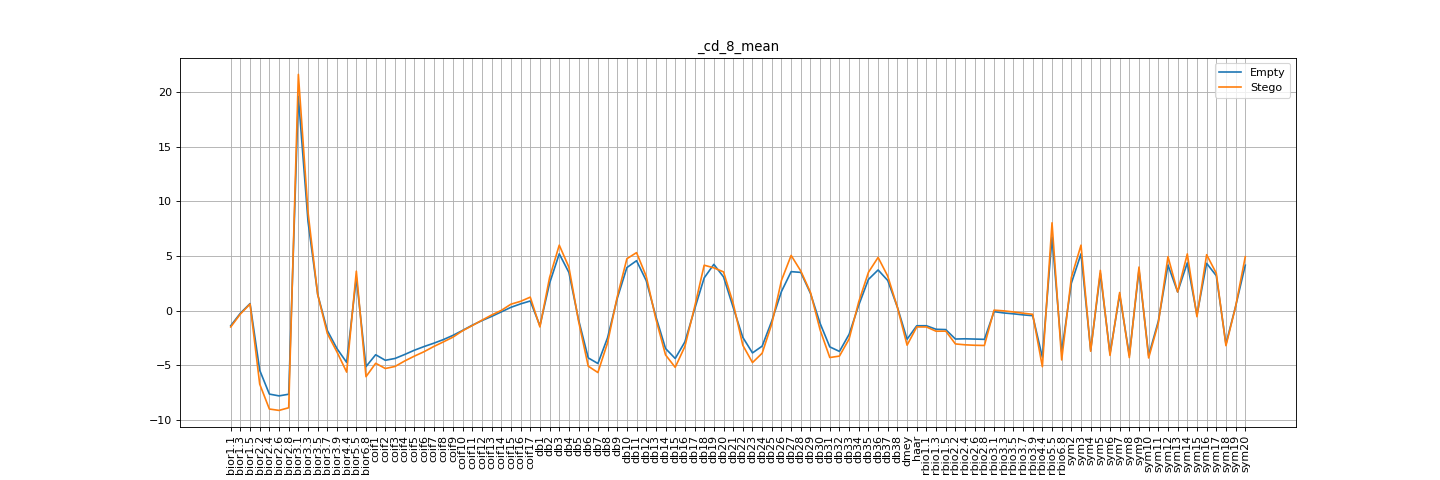 _cd_8_mean
Empty
Stego
20
15
10
5
0
−5
−10
bior1.1
bior1.3
bior1.5
bior2.2
bior2.4
bior2.6
bior2.8
bior3.1
bior3.3
bior3.5
bior3.7
bior3.9
bior4.4
bior5.5
bior6.8
coif1
coif2
coif3
coif4
coif5
coif6
coif7
coif8
coif9
coif10
coif11
coif12
coif13
coif14
coif15
coif16
coif17
db1
db2
db3
db4
db5
db6
db7
db8
db9
db10
db11
db12
db13
db14
db15
db16
db17
db18
db19
db20
db21
db22
db23
db24
db25
db26
db27
db28
db29
db30
db31
db32
db33
db34
db35
db36
db37
db38
dmey
haar
rbio1.1
rbio1.3
rbio1.5
rbio2.2
rbio2.4
rbio2.6
rbio2.8
rbio3.1
rbio3.3
rbio3.5
rbio3.7
rbio3.9
rbio4.4
rbio5.5
rbio6.8
sym2
sym3
sym4
sym5
sym6
sym7
sym8
sym9
sym10
sym11
sym12
sym13
sym14
sym15
sym16
sym17
sym18
sym19
sym20